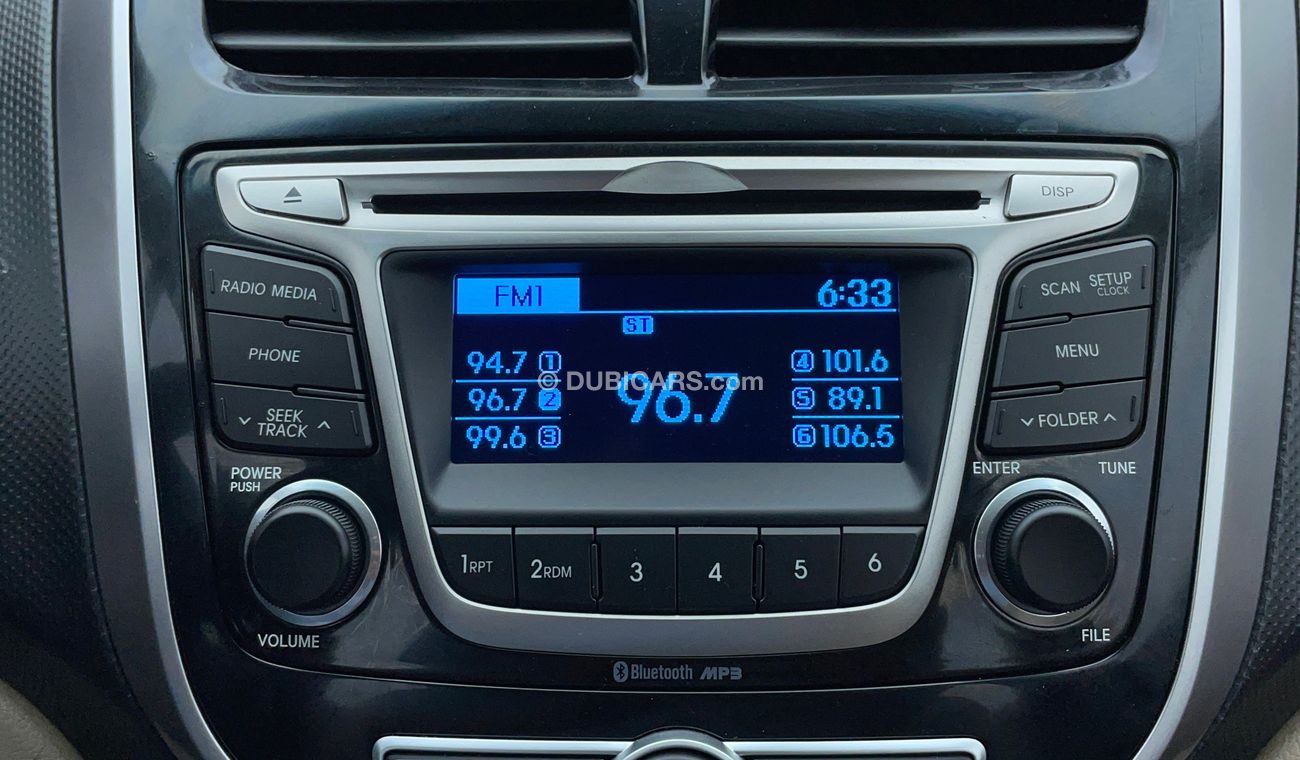 DISP
RADIO MEDIA
PHONE
SEEK
TRACK
POWER
PUSH
VOLUME
FM1
6:33
ST
94.7 1
96.7 2
99.6 3
96.7
4 101.6
5 89.1
6 106.5
© DUBICARS.com
SCAN SETUP
CLOCK
MENU
FOLDER
ENTER
TUNE
FILE
1RPT
2RDM
3
4
5
6
Bluetooth MP3